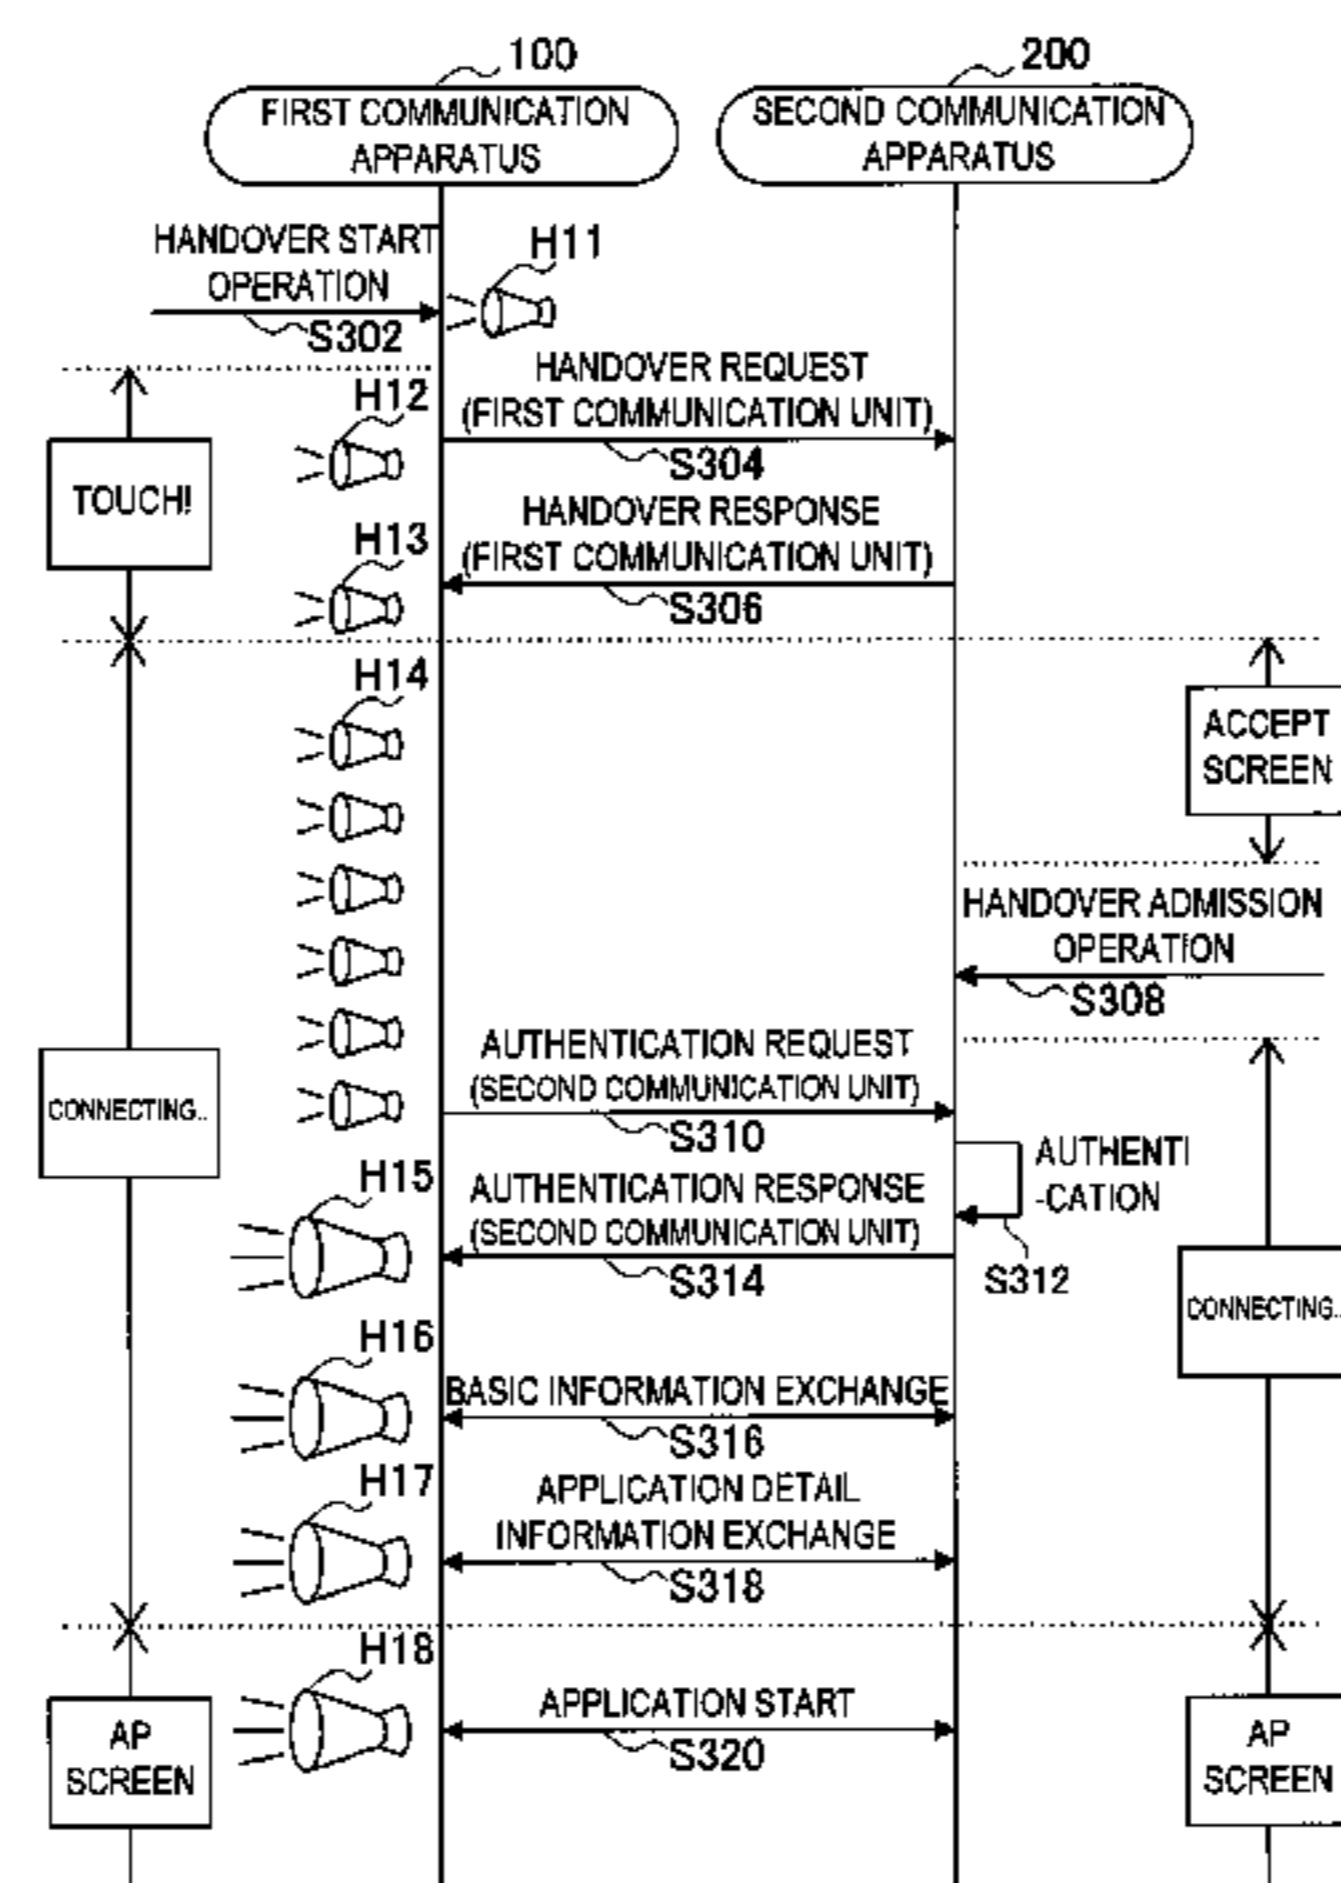 100
200
FIRST COMMUNICATION
APPARATUS
SECOND COMMUNICATION
APPARATUS
HANDOVER START
OPERATION
H11
S302
HANDOVER REQUEST
(FIRST COMMUNICATION UNIT)
H12
S304
TOUCH!
HANDOVER RESPONSE
(FIRST COMMUNICATION UNIT)
H13
S306
H14
ACCEPT
SCREEN
HANDOVER ADMISSION
OPERATION
S308
AUTHENTICATION REQUEST
(SECOND COMMUNICATION UNIT)
CONNECTING..
S310
AUTHENTI
-CATION
H15
AUTHENTICATION RESPONSE
(SECOND COMMUNICATION UNIT)
S314
S312
CONNECTING..
H16
BASIC INFORMATION EXCHANGE
S316
H17
APPLICATION DETAIL
INFORMATION EXCHANGE
S318
H18
APPLICATION START
S320
AP
SCREEN
AP
SCREEN